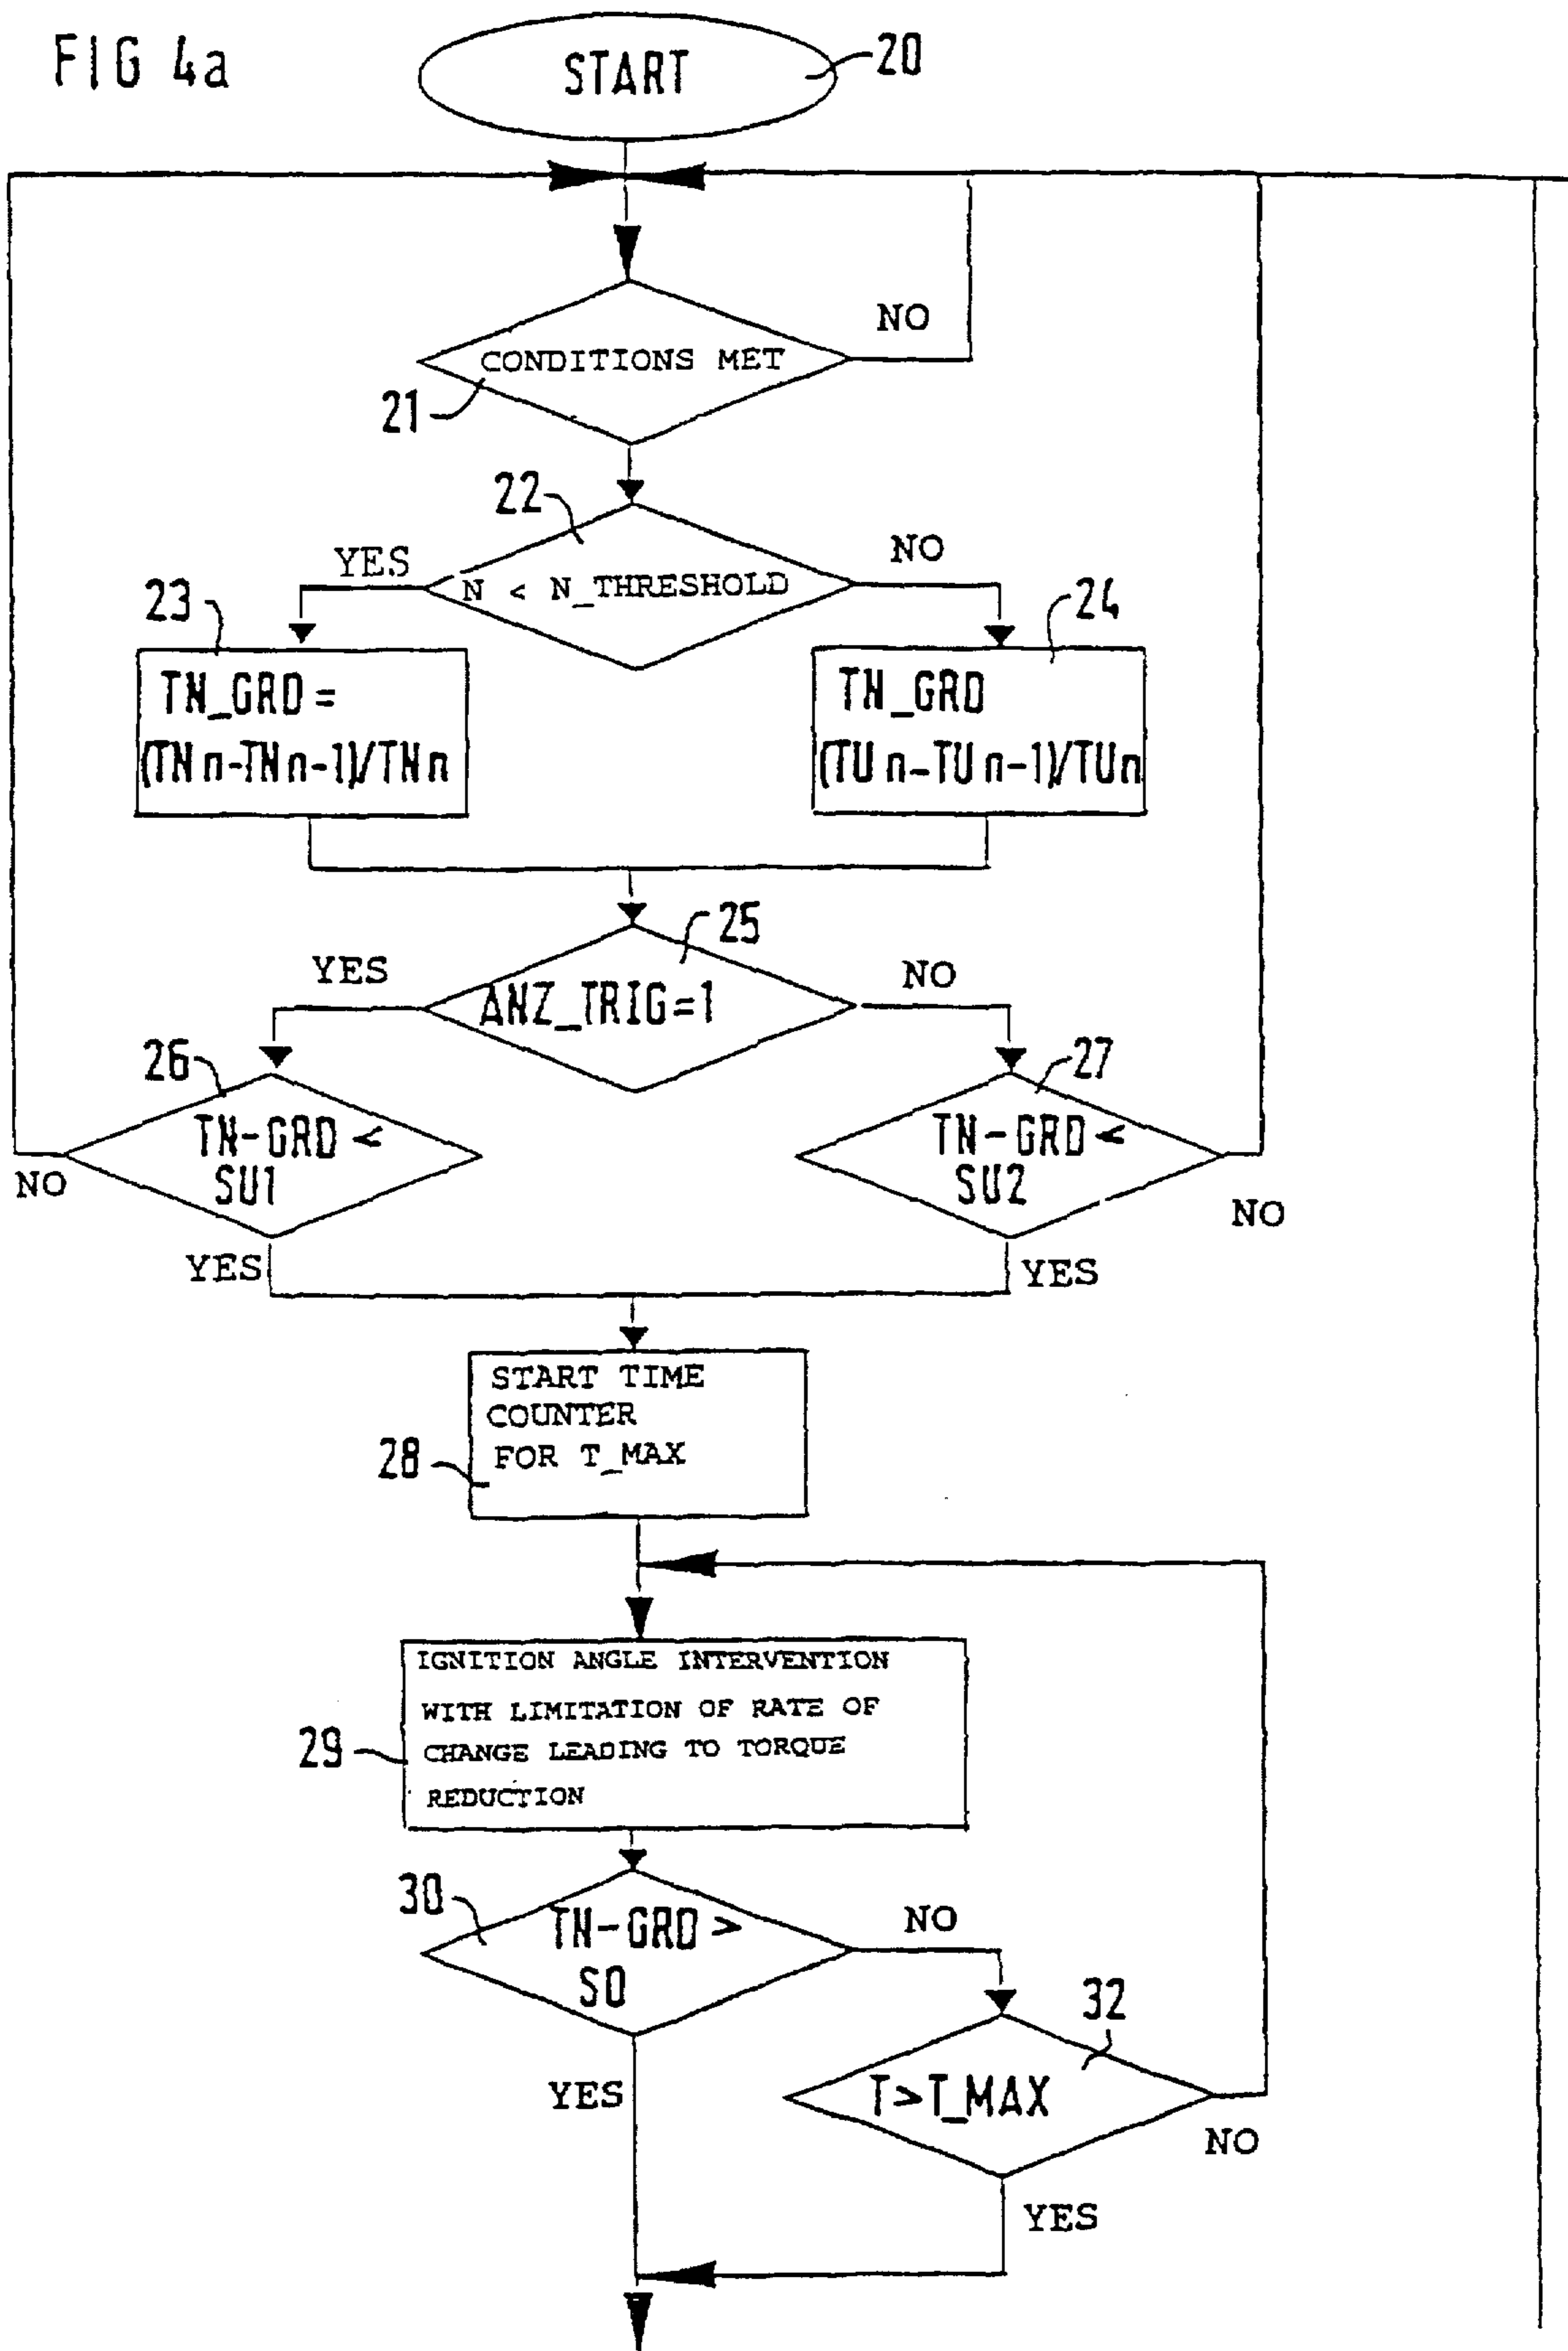 FIG 4a
START
20
NO
CONDITIONS MET
21
22
YES
NO
N < N_THRESHOLD
23
24
TN_GRD =
(TN n-TN n-1)/TN n
TN_GRD
(TU n-TU n-1)/TU n
25
YES
NO
ANZ_TRIG=1
26
27
TN-GRD <
SU1
TN-GRD <
SU2
NO
NO
YES
YES
START TIME
COUNTER
FOR T_MAX
28
IGNITION ANGLE INTERVENTION
WITH LIMITATION OF RATE OF
CHANGE LEADING TO TORQUE
REDUCTION
29
30
TN-GRD >
SO
NO
32
YES
T>T_MAX
NO
YES